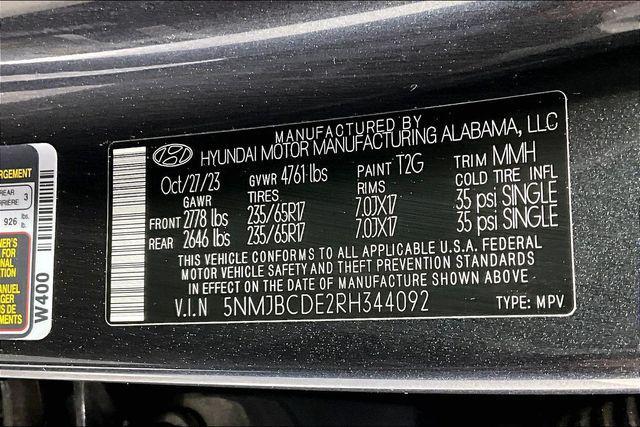 MANUFACTURED BY
HYUNDAI MOTOR MANUFACTURING ALABAMA, LLC
Oct/27/23 GVWR 4761 lbs PAINT T2G TRIM MMH
GAWR TIRES RIMS COLD TIRE INFL
FRONT 2778 lbs 235/65R17 7.0JX17 35 psi SINGLE
REAR 2646 lbs 235/65R17 7.0JX17 35 psi SINGLE
THIS VEHICLE CONFORMS TO ALL APPLICABLE U.S.A. FEDERAL
MOTOR VEHICLE SAFETY AND THEFT PREVENTION STANDARDS
IN EFFECT ON THE DATE OF MANUFACTURE SHOWN ABOVE
V.I.N 5NMJBCDE2RH344092 TYPE: MPV
REAR 3
926 lbs.
W400